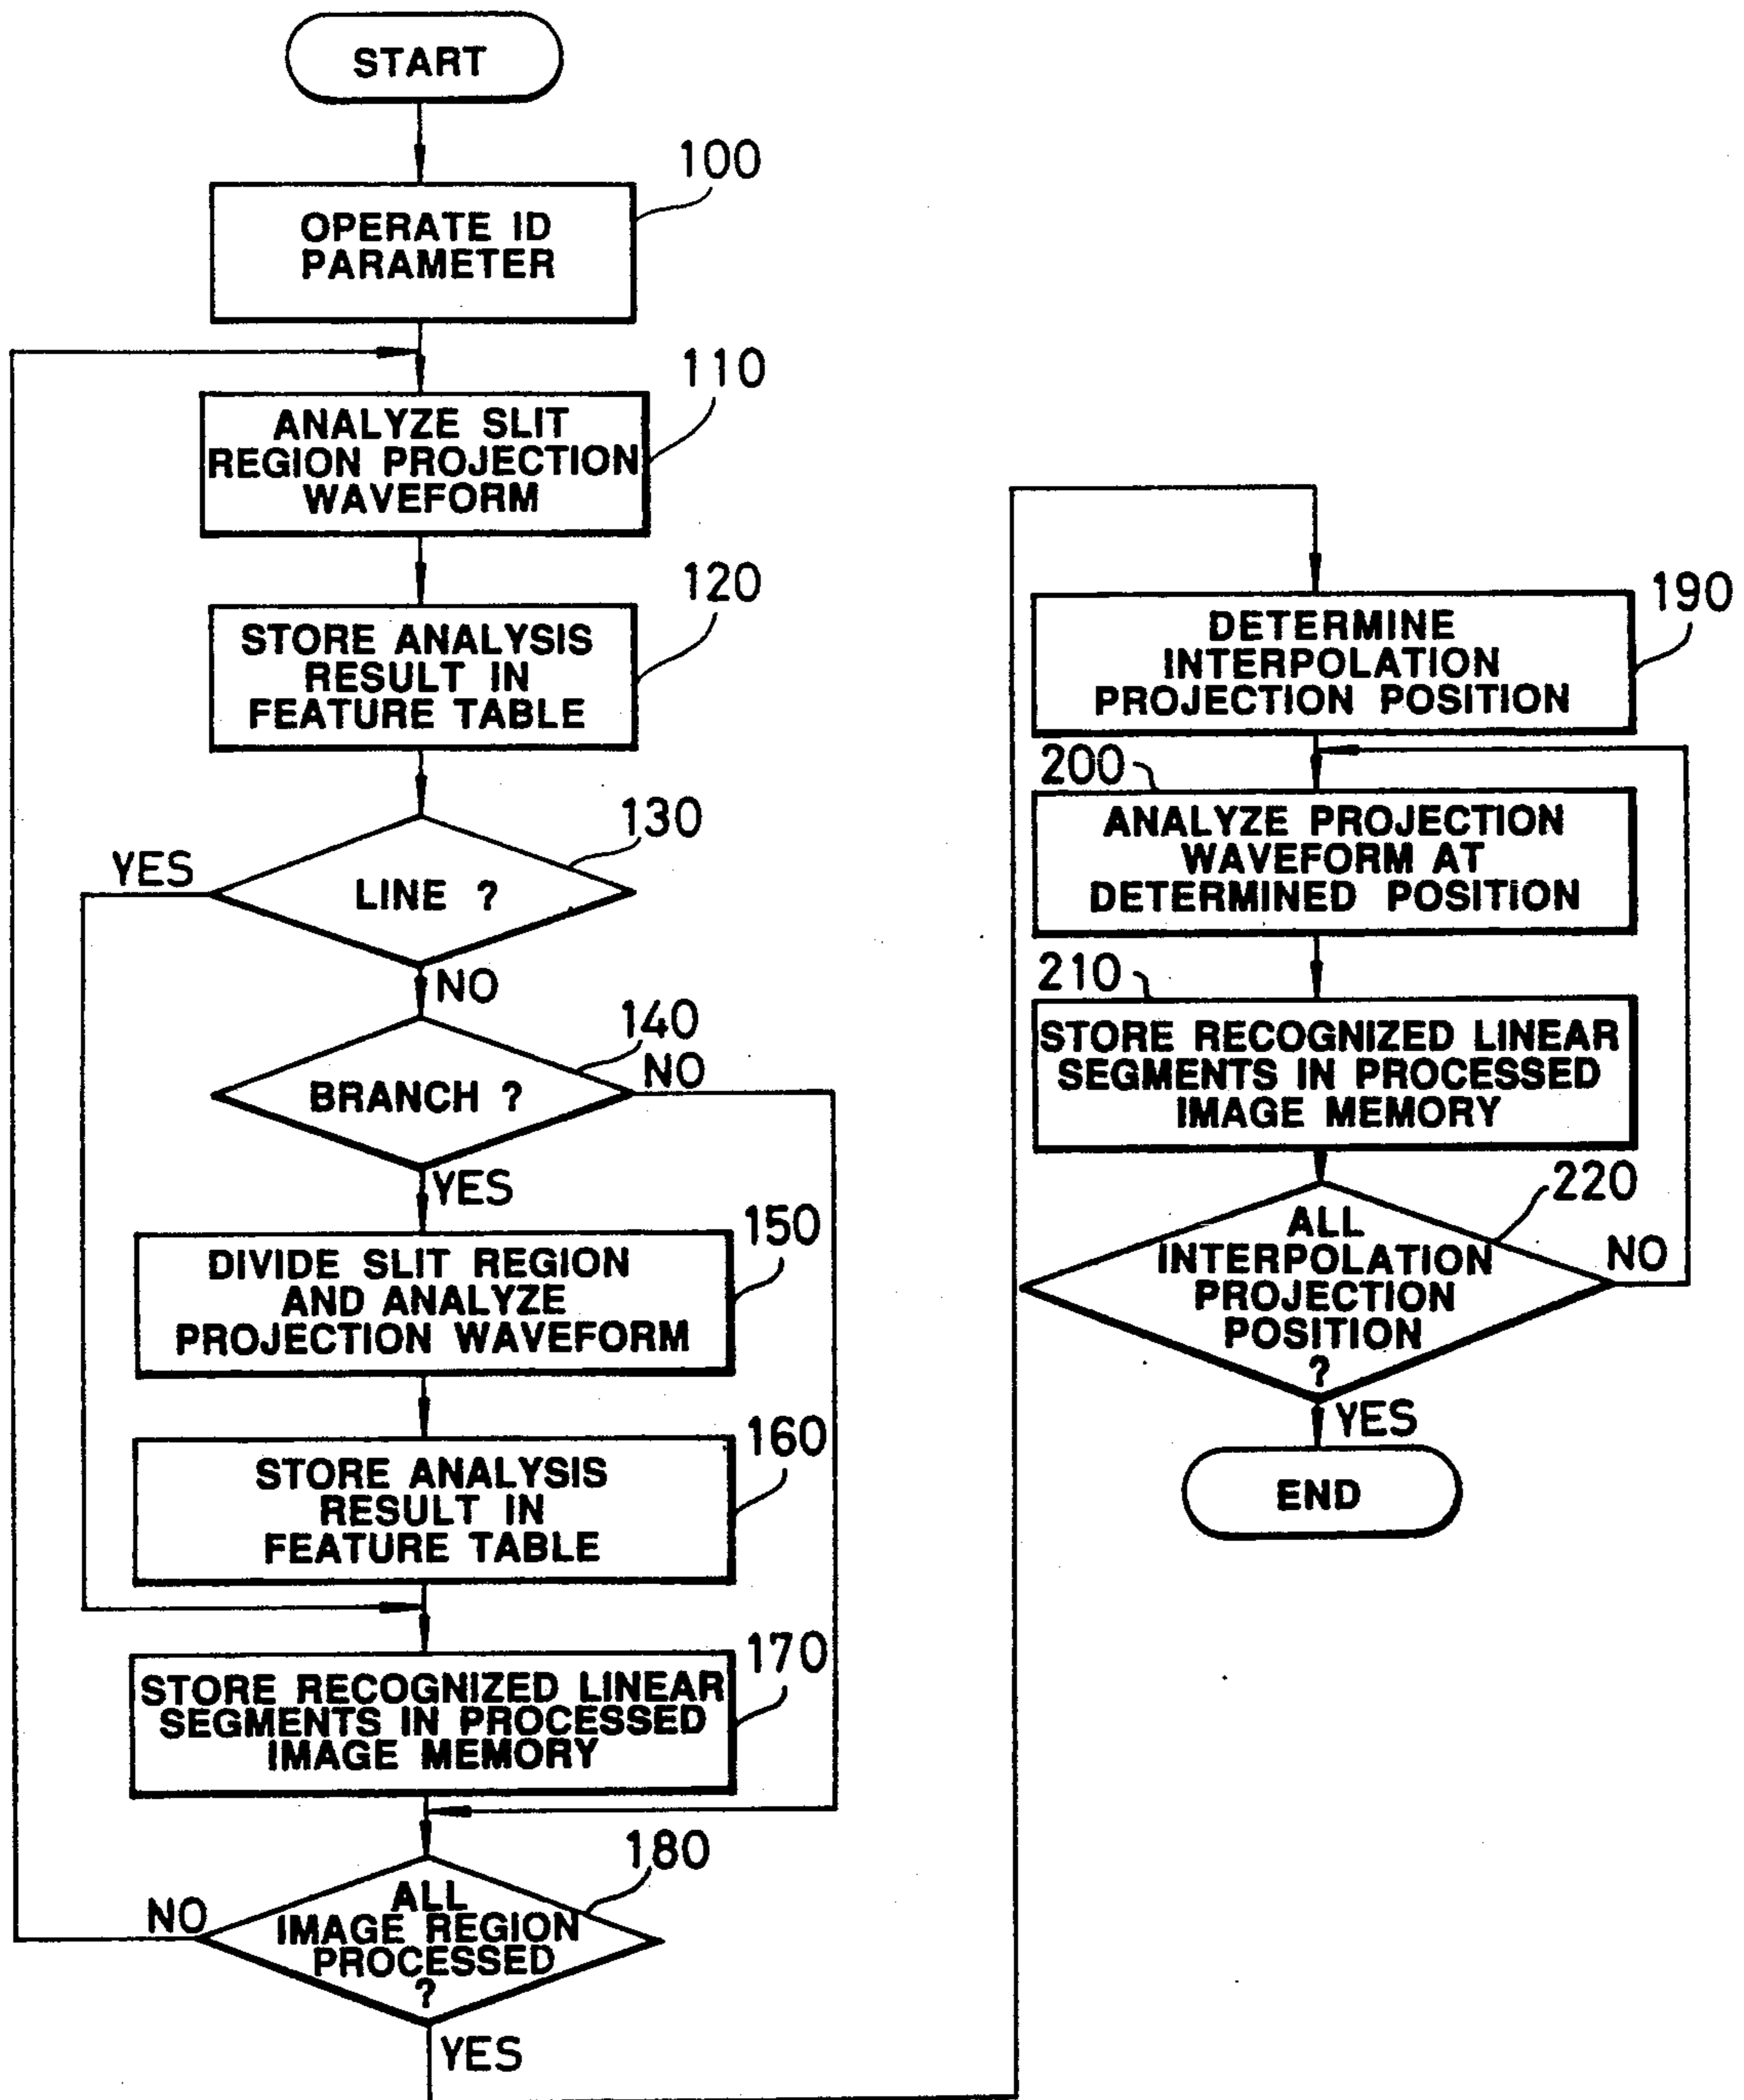 START
100
OPERATE ID
PARAMETER
110
ANALYZE SLIT
REGION PROJECTION
WAVEFORM
120
STORE ANALYSIS
RESULT IN
FEATURE TABLE
130
YES
LINE ?
NO
140
NO
BRANCH ?
YES
150
DIVIDE SLIT REGION
AND ANALYZE
PROJECTION WAVEFORM
160
STORE ANALYSIS
RESULT IN
FEATURE TABLE
170
STORE RECOGNIZED LINEAR
SEGMENTS IN PROCESSED
IMAGE MEMORY
180
NO
ALL
IMAGE REGION
PROCESSED
?
YES
190
DETERMINE
INTERPOLATION
PROJECTION POSITION
200
ANALYZE PROJECTION
WAVEFORM AT
DETERMINED POSITION
210
STORE RECOGNIZED LINEAR
SEGMENTS IN PROCESSED
IMAGE MEMORY
220
ALL
INTERPOLATION
PROJECTION
POSITION
?
NO
YES
END